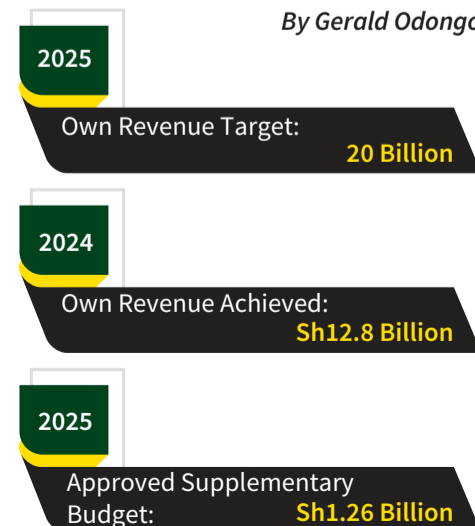 By Gerald Odongo
2025
Own Revenue Target:
20 Billion
2024
Own Revenue Achieved:
Sh12.8 Billion
2025
Approved Supplementary
Budget:
Sh1.26 Billion